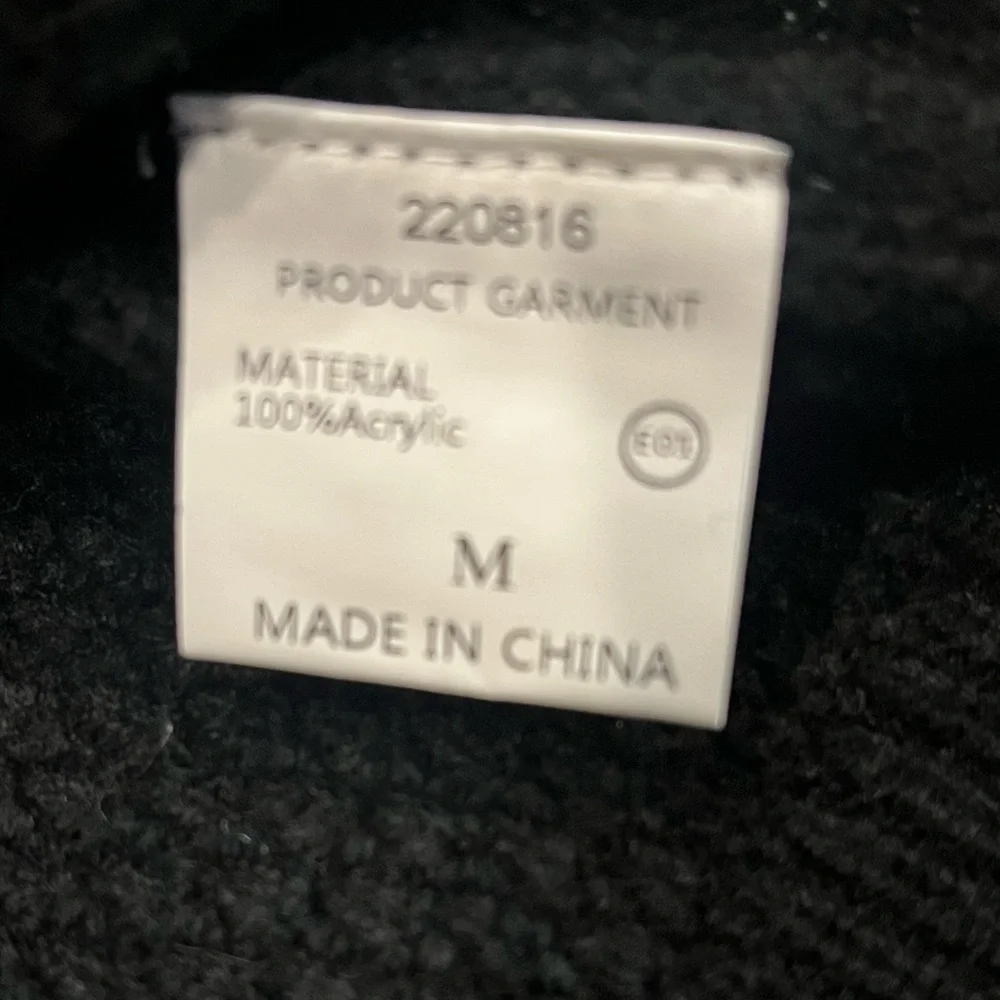 220816
PRODUCT GARMENT
MATERIAL
100%Acrylic
E01
M
MADE IN CHINA